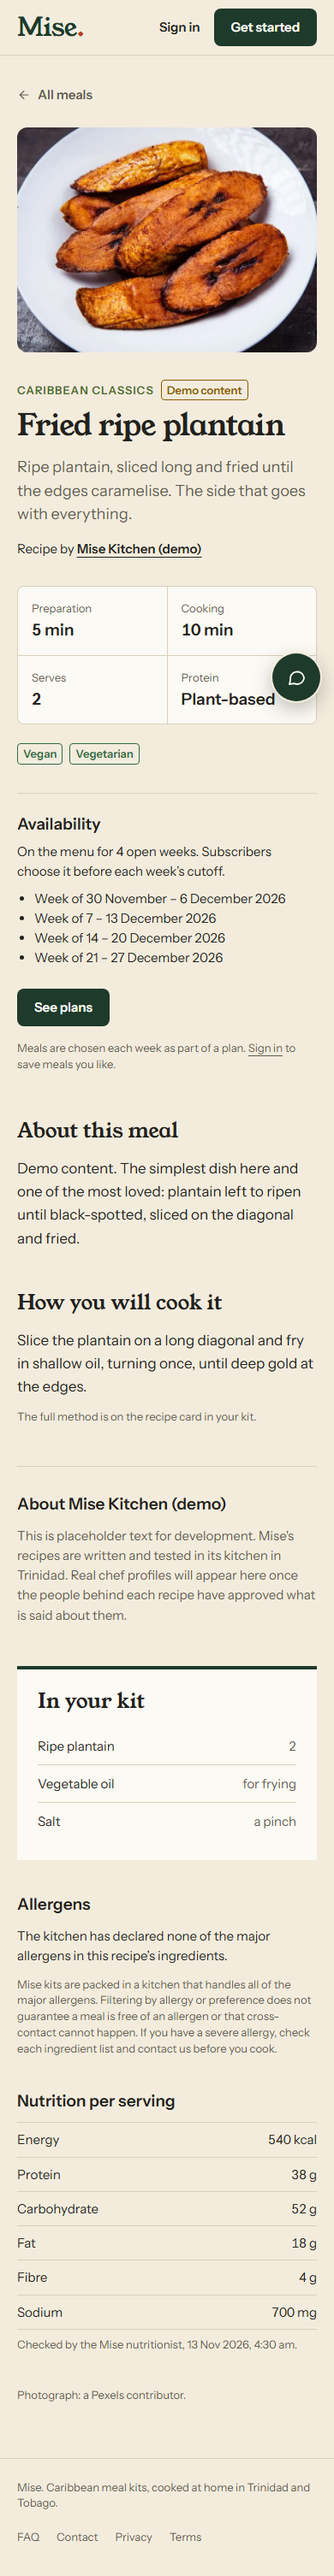 Mise.
Sign in
Get started
← All meals
CARIBBEAN CLASSICS
Demo content
Fried ripe plantain
Ripe plantain, sliced long and fried until
the edges caramelise. The side that goes
with everything.
Recipe by Mise Kitchen (demo)
Preparation
5 min
Cooking
10 min
Serves
2
Protein
Plant-based
Vegan
Vegetarian
Availability
On the menu for 4 open weeks. Subscribers
choose it before each week's cutoff.
• Week of 30 November – 6 December 2026
• Week of 7 – 13 December 2026
• Week of 14 – 20 December 2026
• Week of 21 – 27 December 2026
See plans
Meals are chosen each week as part of a plan. Sign in to
save meals you like.
About this meal
Demo content. The simplest dish here and
one of the most loved: plantain left to ripen
until black-spotted, sliced on the diagonal
and fried.
How you will cook it
Slice the plantain on a long diagonal and fry
in shallow oil, turning once, until deep gold at
the edges.
The full method is on the recipe card in your kit.
About Mise Kitchen (demo)
This is placeholder text for development. Mise's
recipes are written and tested in its kitchen in
Trinidad. Real chef profiles will appear here once
the people behind each recipe have approved what
is said about them.
In your kit
Ripe plantain 2
Vegetable oil for frying
Salt a pinch
Allergens
The kitchen has declared none of the major
allergens in this recipe's ingredients.
Mise kits are packed in a kitchen that handles all of the
major allergens. Filtering by allergy or preference does not
guarantee a meal is free of an allergen or that cross-
contact cannot happen. If you have a severe allergy, check
each ingredient list and contact us before you cook.
Nutrition per serving
Energy 540 kcal
Protein 38 g
Carbohydrate 52 g
Fat 18 g
Fibre 4 g
Sodium 700 mg
Checked by the Mise nutritionist, 13 Nov 2026, 4:30 am.
Photograph: a Pexels contributor.
Mise. Caribbean meal kits, cooked at home in Trinidad and
Tobago.
FAQ
Contact
Privacy
Terms